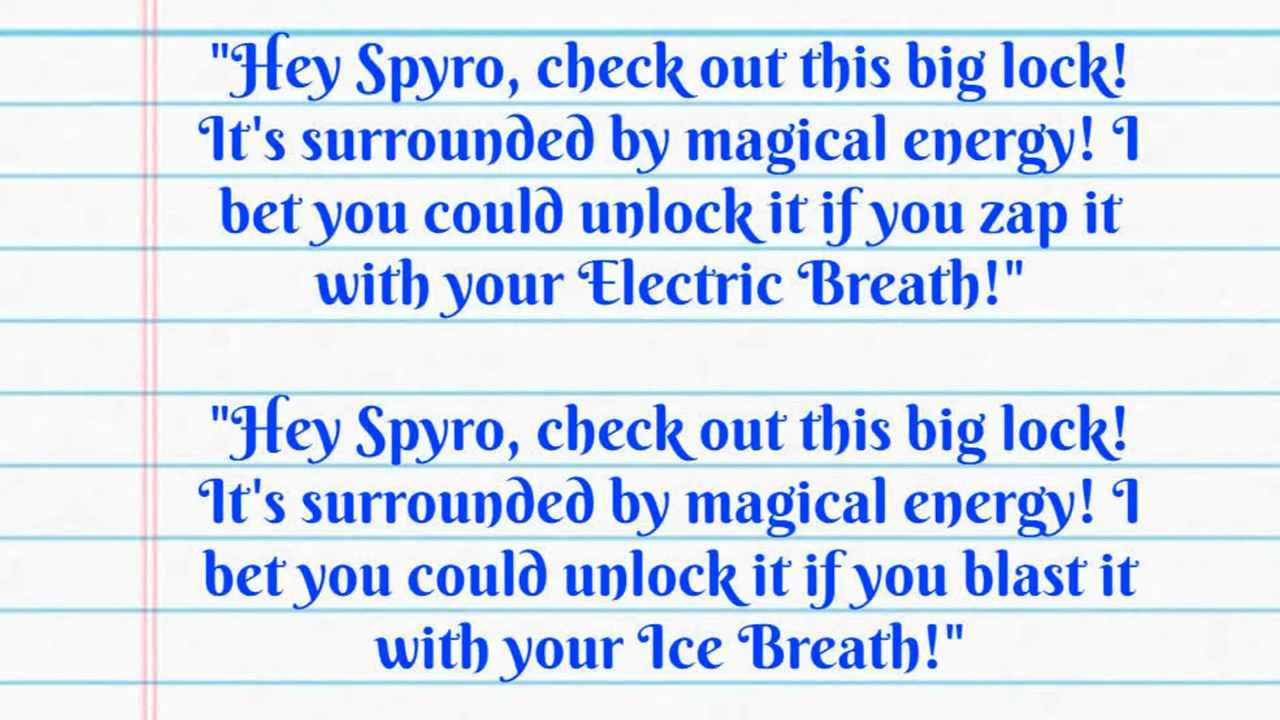 "Hey Spyro, check out this big lock!
It's surrounded by magical energy! I
bet you could unlock it if you zap it
with your Electric Breath!"
"Hey Spyro, check out this big lock!
It's surrounded by magical energy! I
bet you could unlock it if you blast it
with your Ice Breath!"